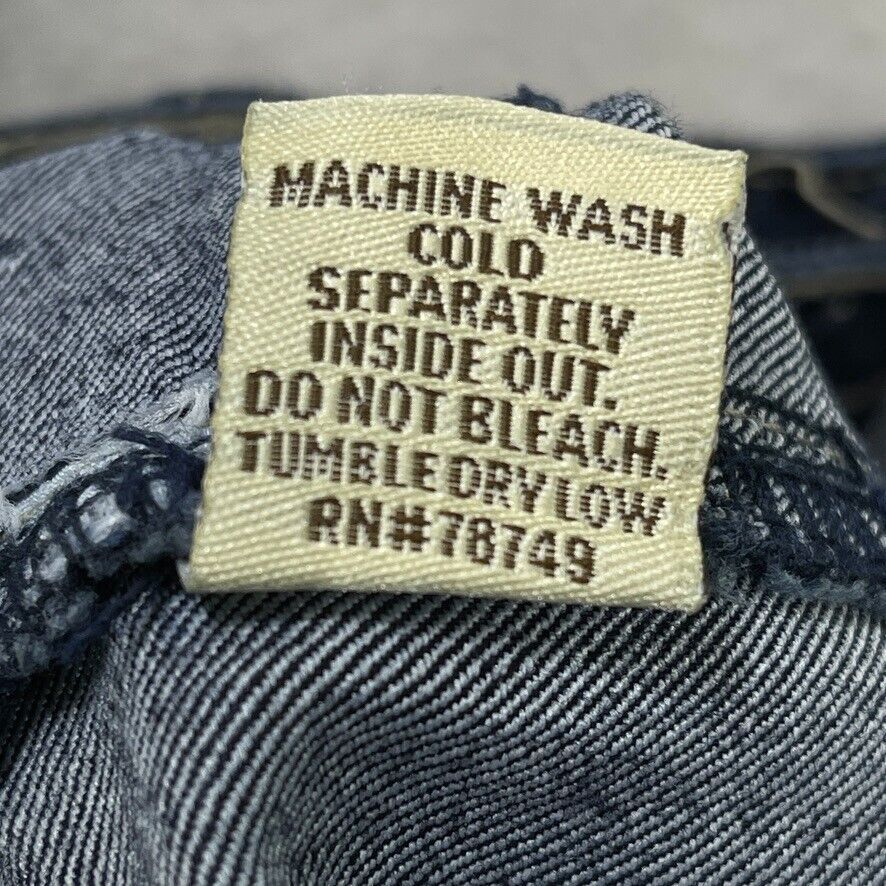 MACHINE WASH
COLD
SEPARATELY
INSIDE OUT.
DO NOT BLEACH.
TUMBLE DRY LOW
RN#78749